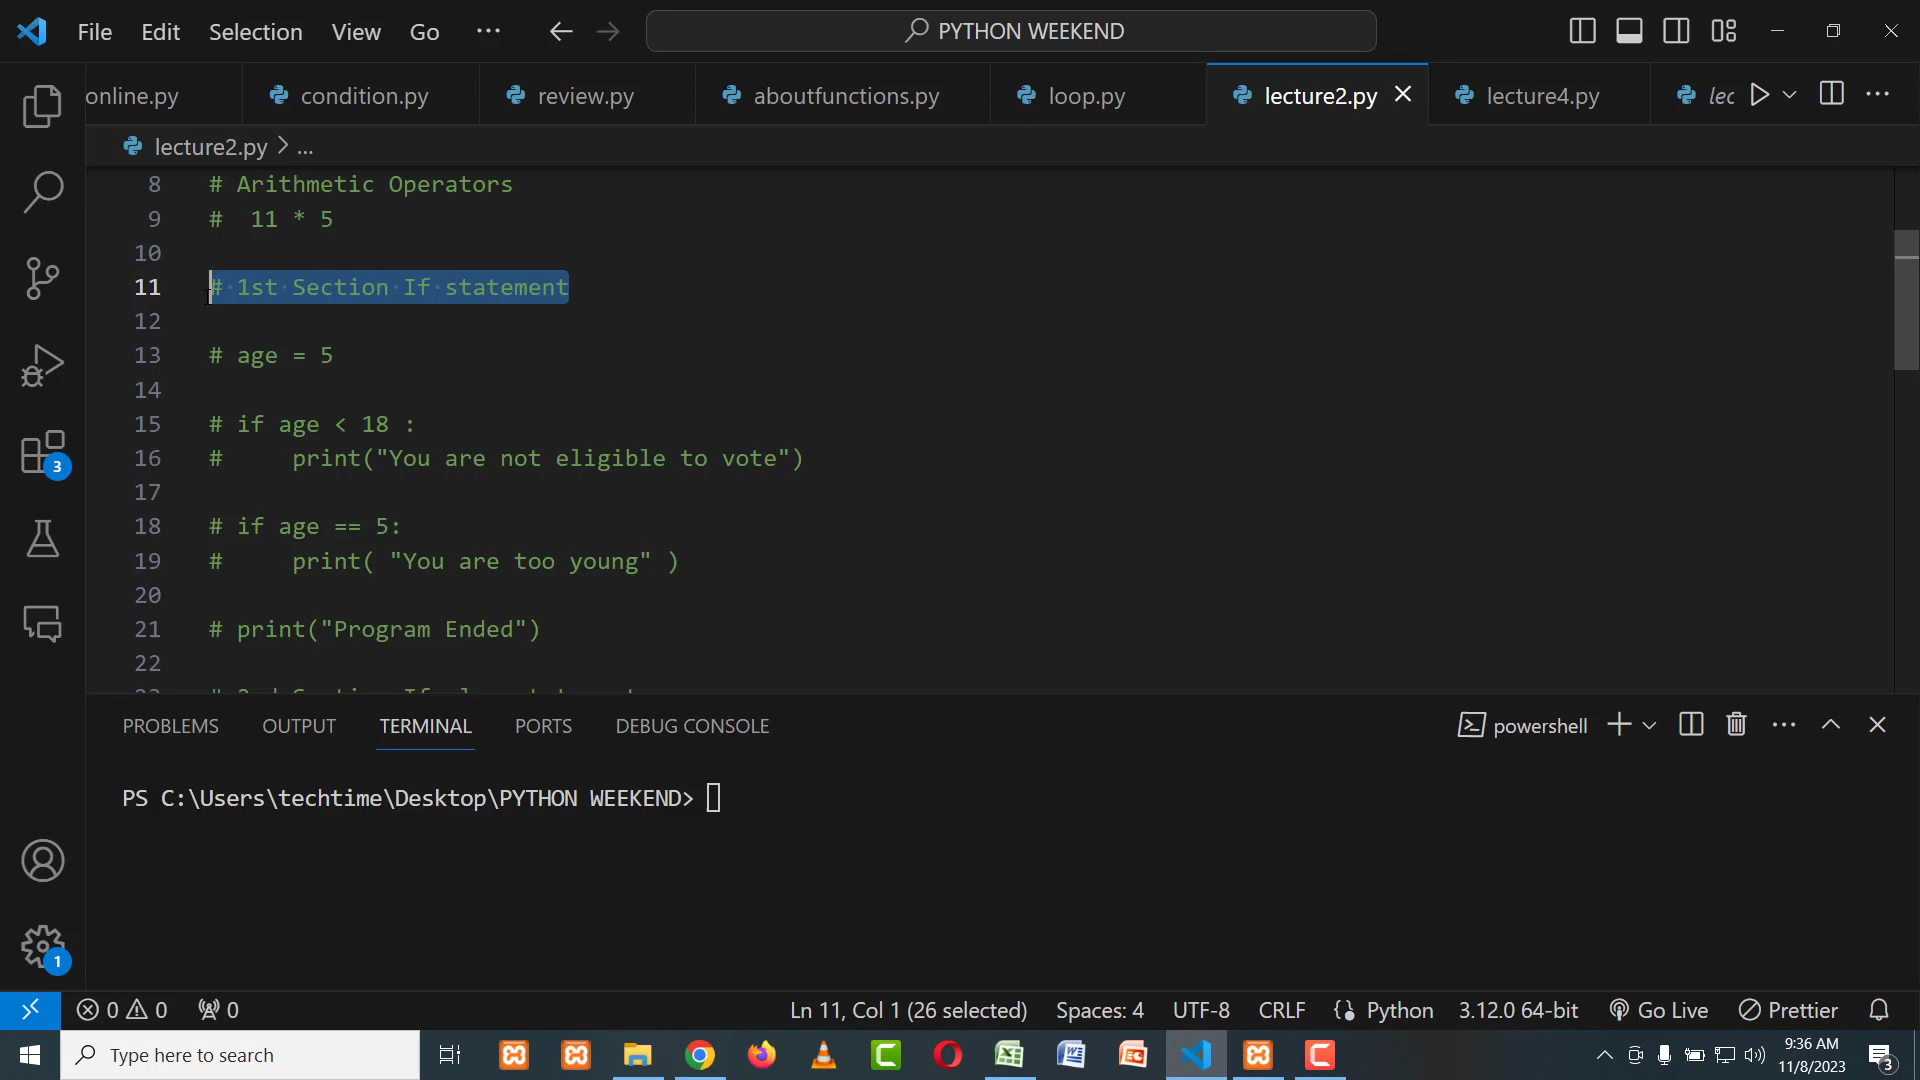 File Edit Selection View Go ··· PYTHON WEEKEND
online.py condition.py review.py aboutfunctions.py loop.py lecture2.py lecture4.py lec
lecture2.py > ...
8 # Arithmetic Operators
9 #  11 * 5
10
11 # 1st Section If statement
12
13 # age = 5
14
15 # if age < 18 :
16 #     print("You are not eligible to vote")
17
18 # if age == 5:
19 #     print( "You are too young" )
20
21 # print("Program Ended")
22
PROBLEMS OUTPUT TERMINAL PORTS DEBUG CONSOLE powershell
PS C:\Users\techtime\Desktop\PYTHON WEEKEND>
3
1
0 0 0 Ln 11, Col 1 (26 selected) Spaces: 4 UTF-8 CRLF Python 3.12.0 64-bit Go Live Prettier
Type here to search
9:36 AM
11/8/2023
3